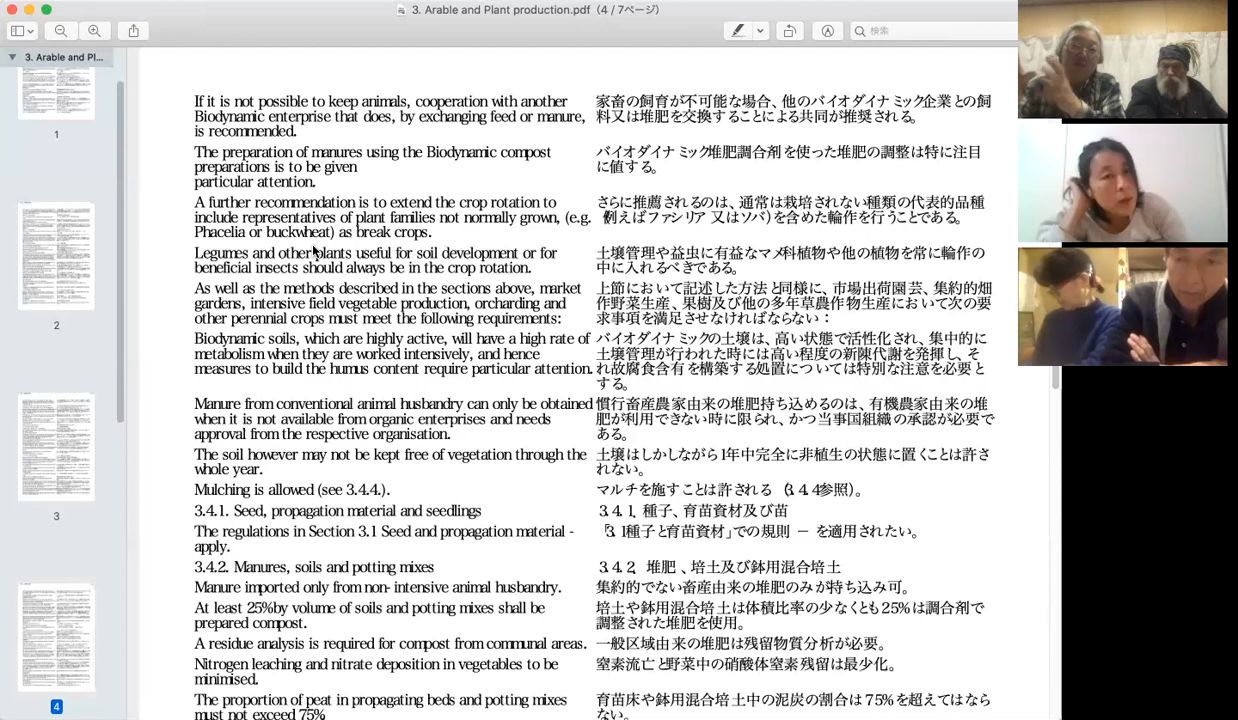 3. Arable and Plant production.pdf（4 / 7ページ）
検索
3. Arable and Pl...
1
2
3
4
not possible to keep animals, cooperation with another
Biodynamic enterprise that does, by exchanging feed or manure,
is recommended.
The preparation of manures using the Biodynamic compost
preparations is to be given
particular attention.
A further recommendation is to extend the crop rotation to
include representatives of plant families not normally grown, (e.g.
Phacelia or buckwheat) as break crops.
Legumes and other plants useful for soil development or for
beneficial insects should always be in the crop rotation.
As well as the methods described in the sections above, market
gardens, intensive field vegetable production, orcharding and
other perennial crops must meet the following requirements:
Biodynamic soils, which are highly active, will have a high rate of
metabolism when they are worked intensively, and hence
measures to build the humus content require particular attention.
Manure from conventional animal husbandry can only be obtained
when it is not available from organic enterprises and needs
approval from the respective organisation.
The soil however may not be kept free of vegetation through the
whole year.
Mulching is allowed (see 3.4.4.).
3.4.1. Seed, propagation material and seedlings
The regulations in Section 3.1 Seed and propagation material -
apply.
3.4.2. Manures, soils and potting mixes
Manure imported only from non- intensive animal husbandry.
At least 25%by volume of soils and potting mixes shall be
prepared compost.
Residue analysis is required for compost from communal areas.
Nitrogen leaching and nitrate deposition in vegetables to be
minimised.
The proportion of peat in propagating beds and potting mixes
must not exceed 75%
家畜の飼育が不可能な場合、他のバイオダイナミック企業との飼
料又は堆肥を交換することによる共同が推奨される。
バイオダイナミック堆肥調合剤を使った堆肥の調整は特に注目
に値する。
さらに推薦されるのは、通常は栽培されない種類の代表的品種
（例えばファシリア又はソバ）を含めた輪作を行うことである。
土壌管理や益虫に有益なマメ科植物や他の植物を常に輪作の
中に入れるべきである。
上節において記述した方法と同様に、市場出荷園芸、集約的畑
作野菜生産、果樹及び他の多年草農作物生産において次の要
求事項を満足させなければならない：
バイオダイナミックの土壌は、高い状態で活性化され、集中的に
土壌管理が行われた時には高い程度の新陳代謝を発揮し、そ
れ故腐食含有を構築する処置については特別な注意を必要と
する。
慣行畜産農家由来の堆肥持ち込めるのは、有機農家由来の堆
肥が利用できない時に限られ、かつ当事国組織の承認が必要で
ある。
土壌はしかしながら1年中完全に非植生の状態に置くことは許さ
れない。
マルチを施すことは許される（3.4.4参照）。
3.4.1. 種子、育苗資材及び苗
「3.1種子と育苗資材」での規則 － を適用されたい。
3.4.2. 堆肥、培土及び鉢用混合培土
集約的でない畜産由来の堆肥のみが持ち込み可。
培土や鉢用混合培土は体積比率の少なくとも25%は調合剤で
調整された堆肥を使用。
一般区域由来の堆肥は残留物質分析が必要。
窒素流亡と野菜中の硝酸体窒素残留は最少化。
育苗床や鉢用混合培土中の泥炭の割合は75%を超えてはなら
ない。